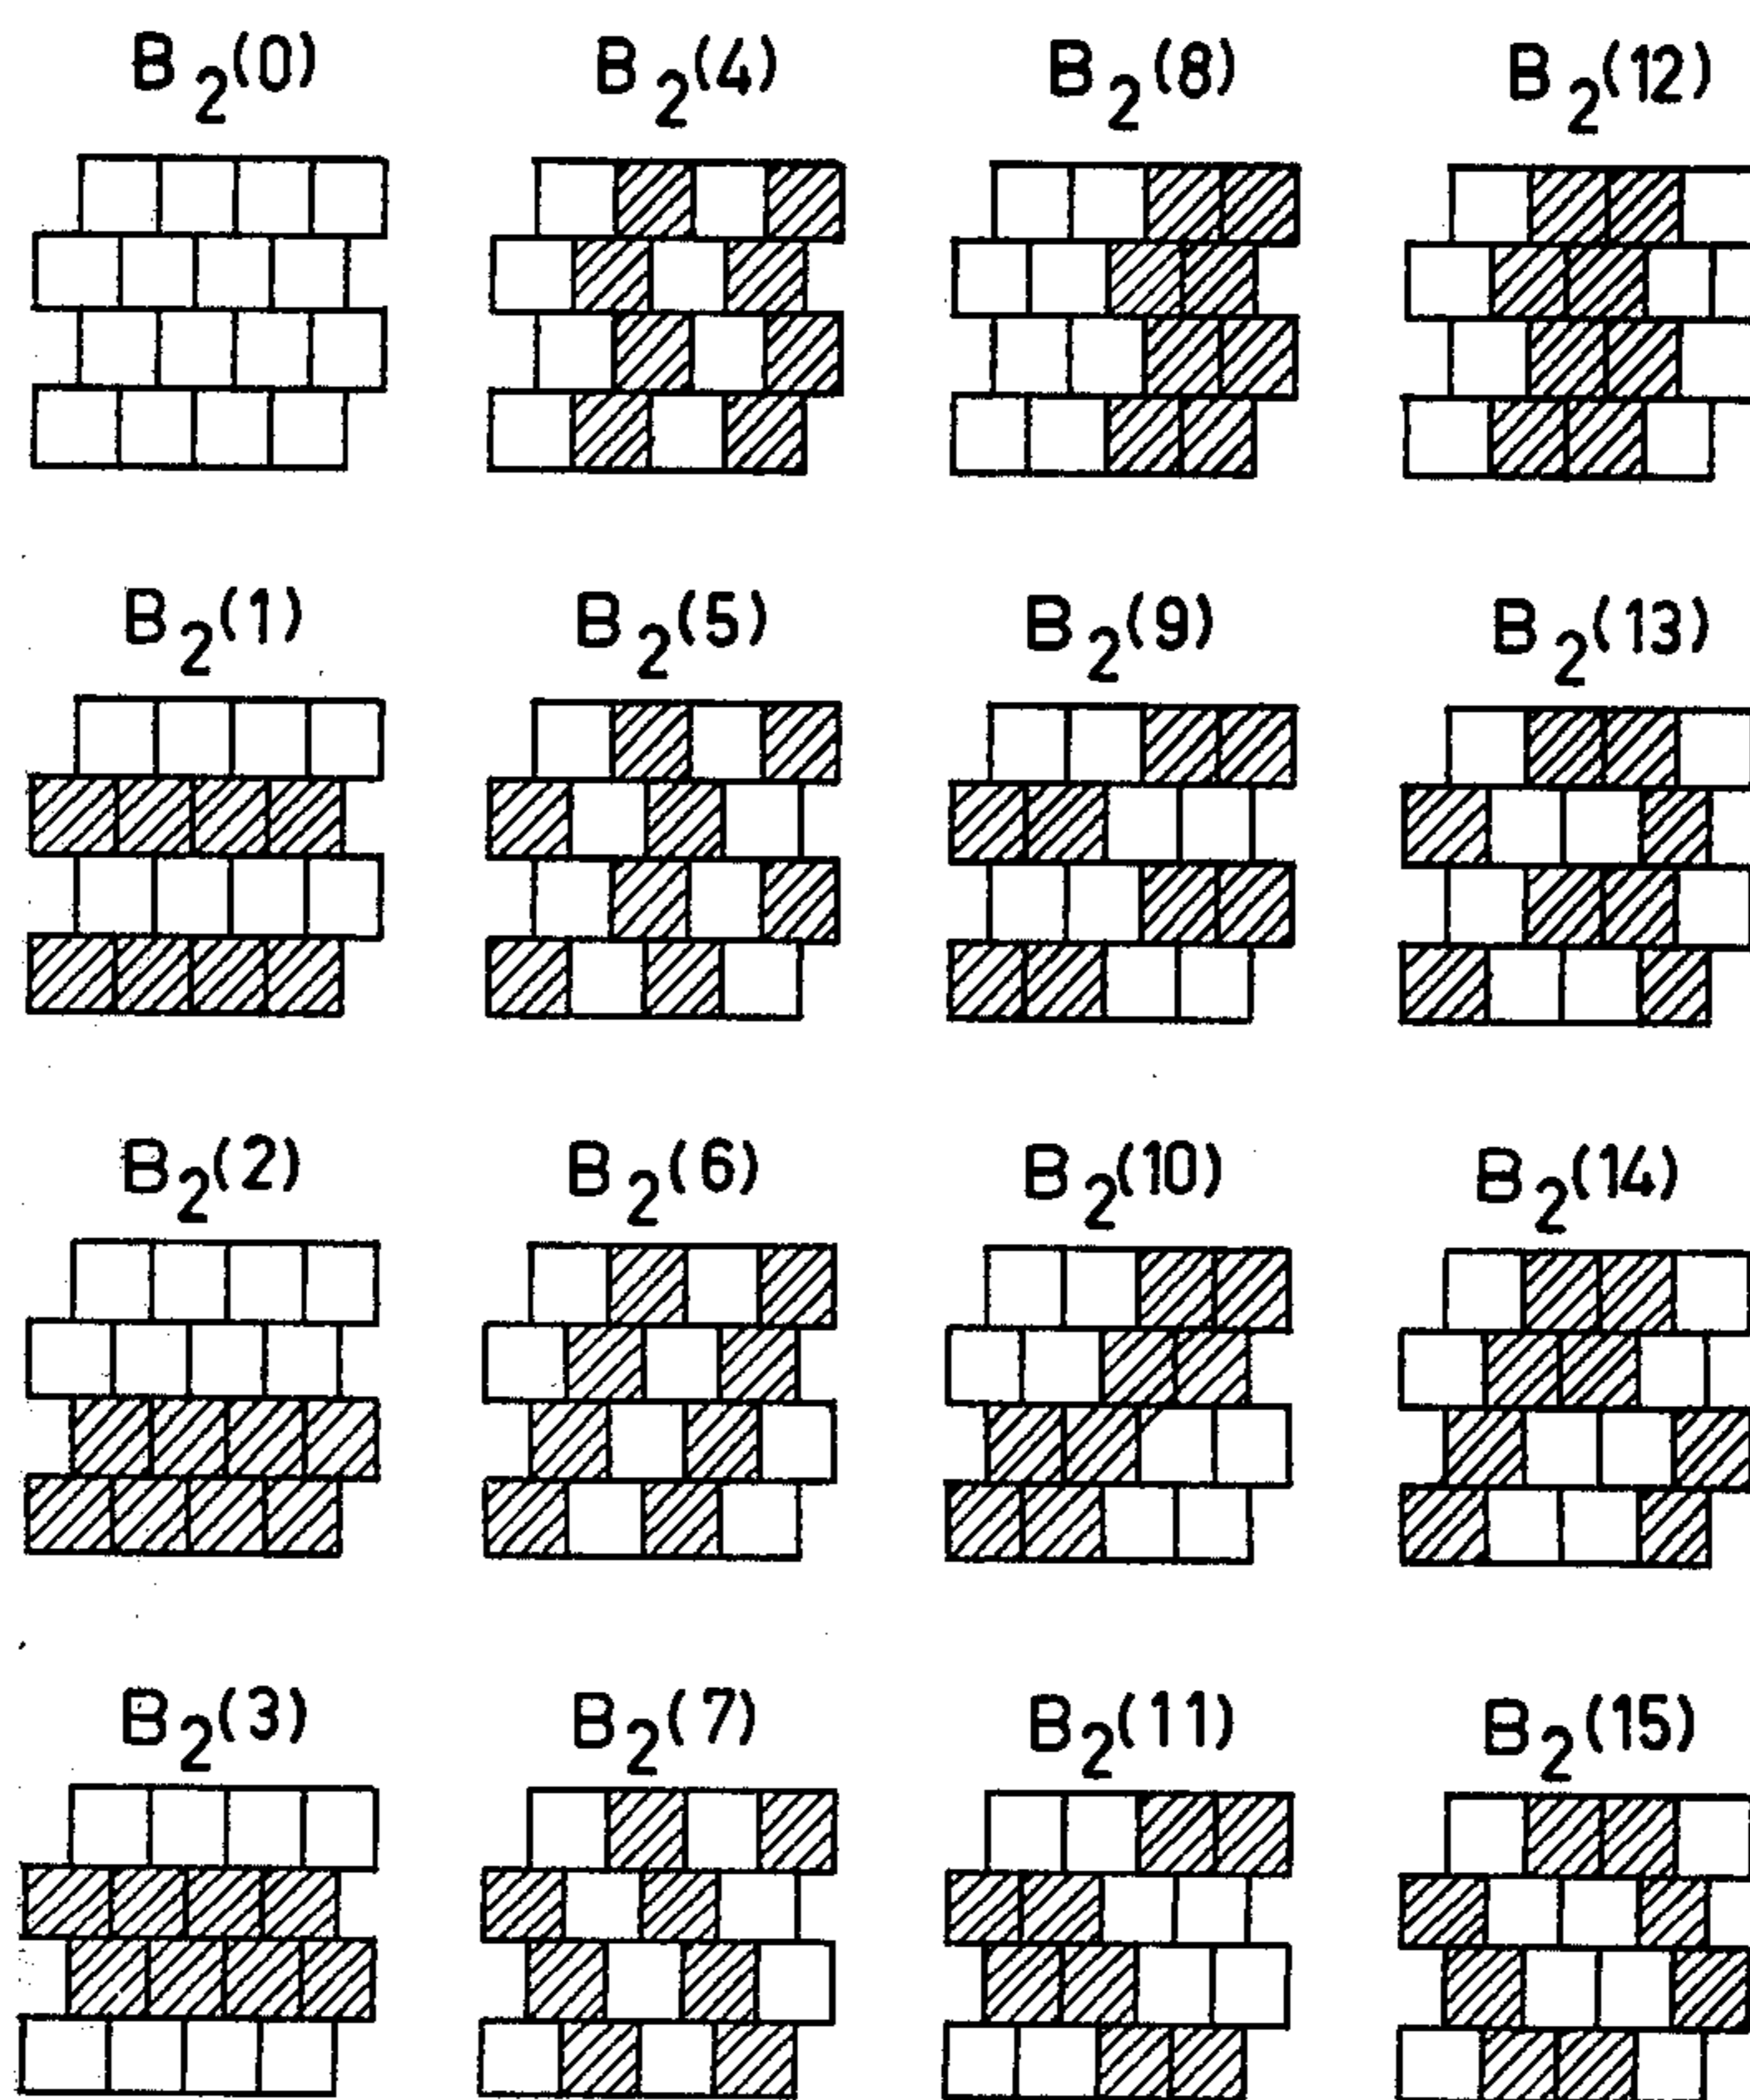 B2(0) B2(4) B2(8) B2(12)
B2(1) B2(5) B2(9) B2(13)
B2(2) B2(6) B2(10) B2(14)
B2(3) B2(7) B2(11) B2(15)